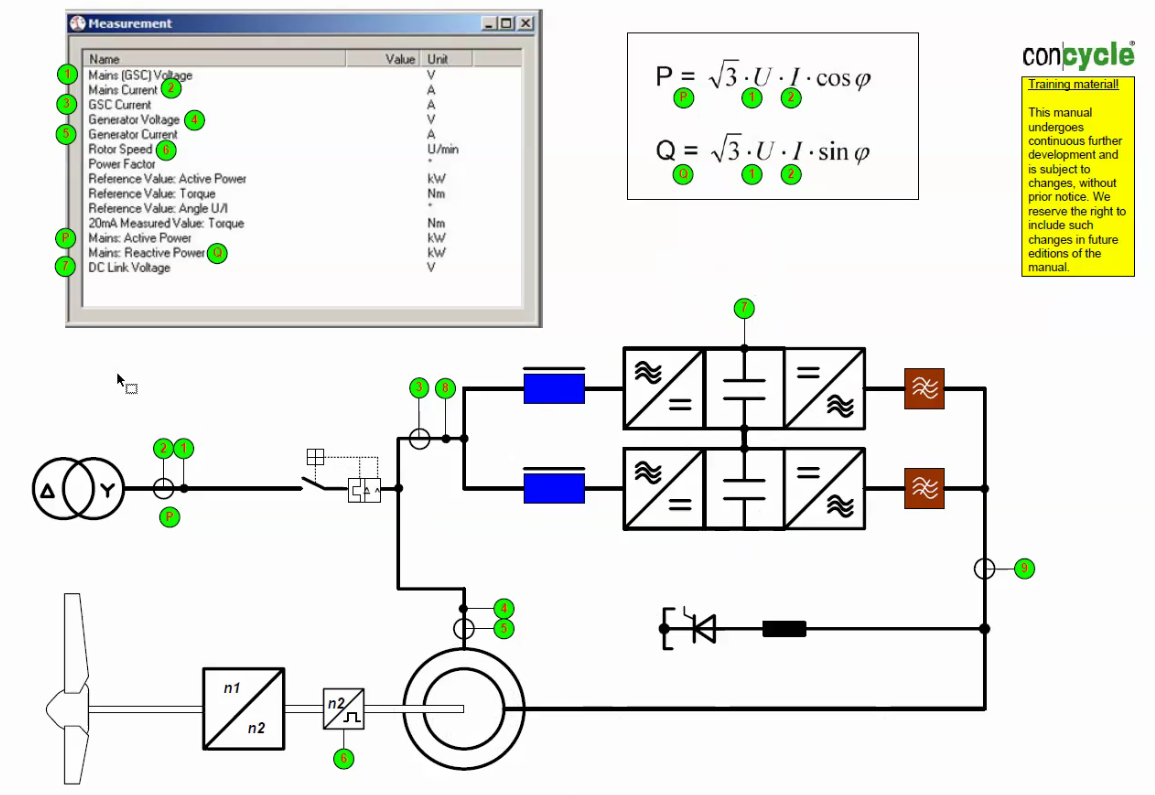 Measurement
Name Value Unit
1 Mains (GSC) Voltage V
Mains Current 2 A
3 GSC Current A
Generator Voltage 4 V
5 Generator Current A
Rotor Speed 6 U/min
Power Factor °
Reference Value: Active Power kW
Reference Value: Torque Nm
Reference Value: Angle U/I °
20mA Measured Value: Torque Nm
P Mains: Active Power kW
Mains: Reactive Power Q kW
7 DC Link Voltage V
P = √3 · U · I · cos φ
P 1 2
Q = √3 · U · I · sin φ
Q 1 2
concycle®
Training material!
This manual
undergoes
continuous further
development and
is subject to
changes, without
prior notice. We
reserve the right to
include such
changes in future
editions of the
manual.
7
3 8
2 1
Δ Y
P
9
4
5
n1
n2
n2
6